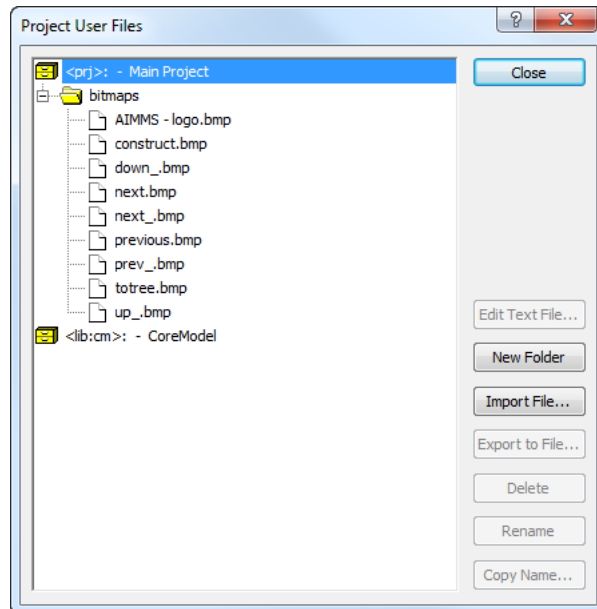 Project User Files
?
<prj>: - Main Project
bitmaps
AIMMS - logo.bmp
construct.bmp
down_.bmp
next.bmp
next_.bmp
previous.bmp
prev_.bmp
totree.bmp
up_.bmp
<lib:cm>: - CoreModel
Close
Edit Text File...
New Folder
Import File...
Export to File...
Delete
Rename
Copy Name...